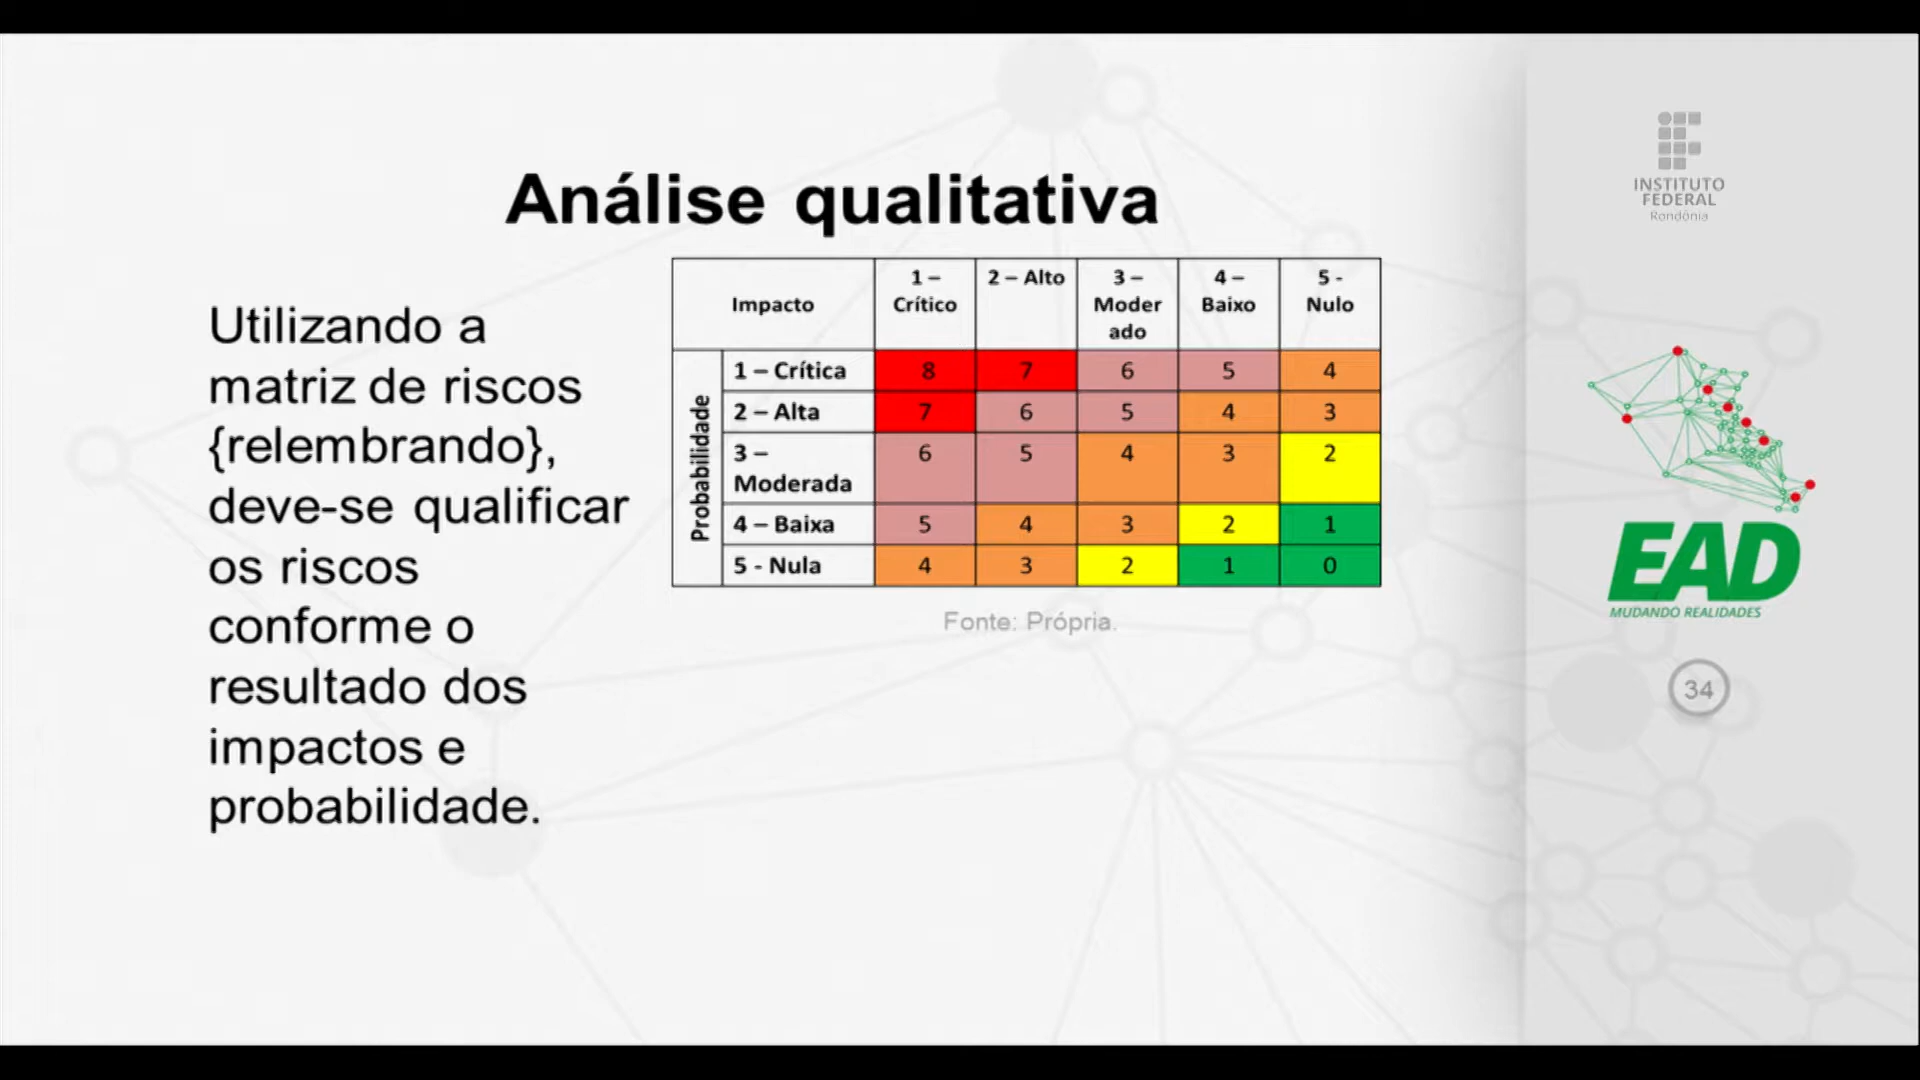 Análise qualitativa
Utilizando a
matriz de riscos
{relembrando},
deve-se qualificar
os riscos
conforme o
resultado dos
impactos e
probabilidade.
Impacto 1 – Crítico 2 – Alto 3 – Moder ado 4 – Baixo 5 - Nulo
Probabilidade
1 – Crítica 8 7 6 5 4
2 – Alta 7 6 5 4 3
3 – Moderada 6 5 4 3 2
4 – Baixa 5 4 3 2 1
5 - Nula 4 3 2 1 0
Fonte: Própria.
INSTITUTO
FEDERAL
Rondônia
EAD
MUDANDO REALIDADES
34